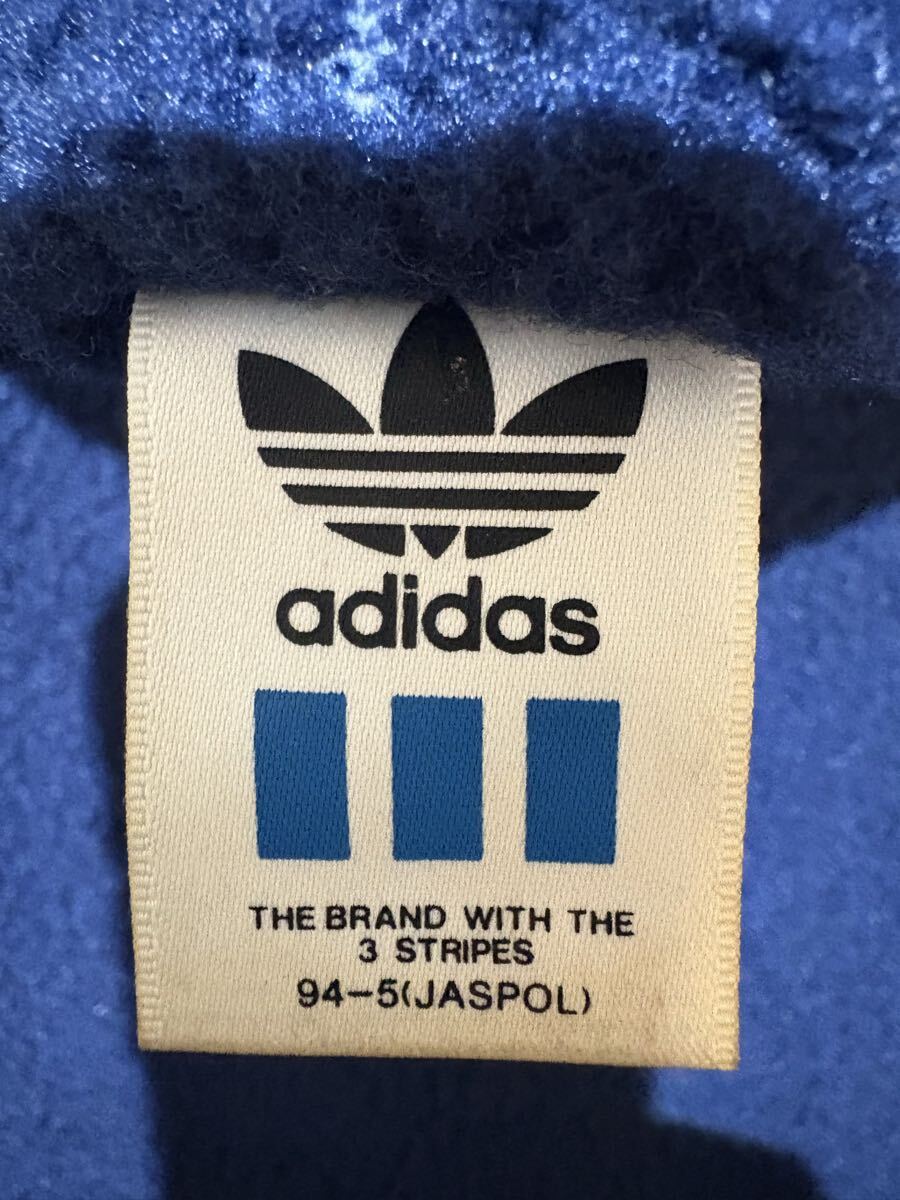 adidas
THE BRAND WITH THE
3 STRIPES
94-5(JASPOL)